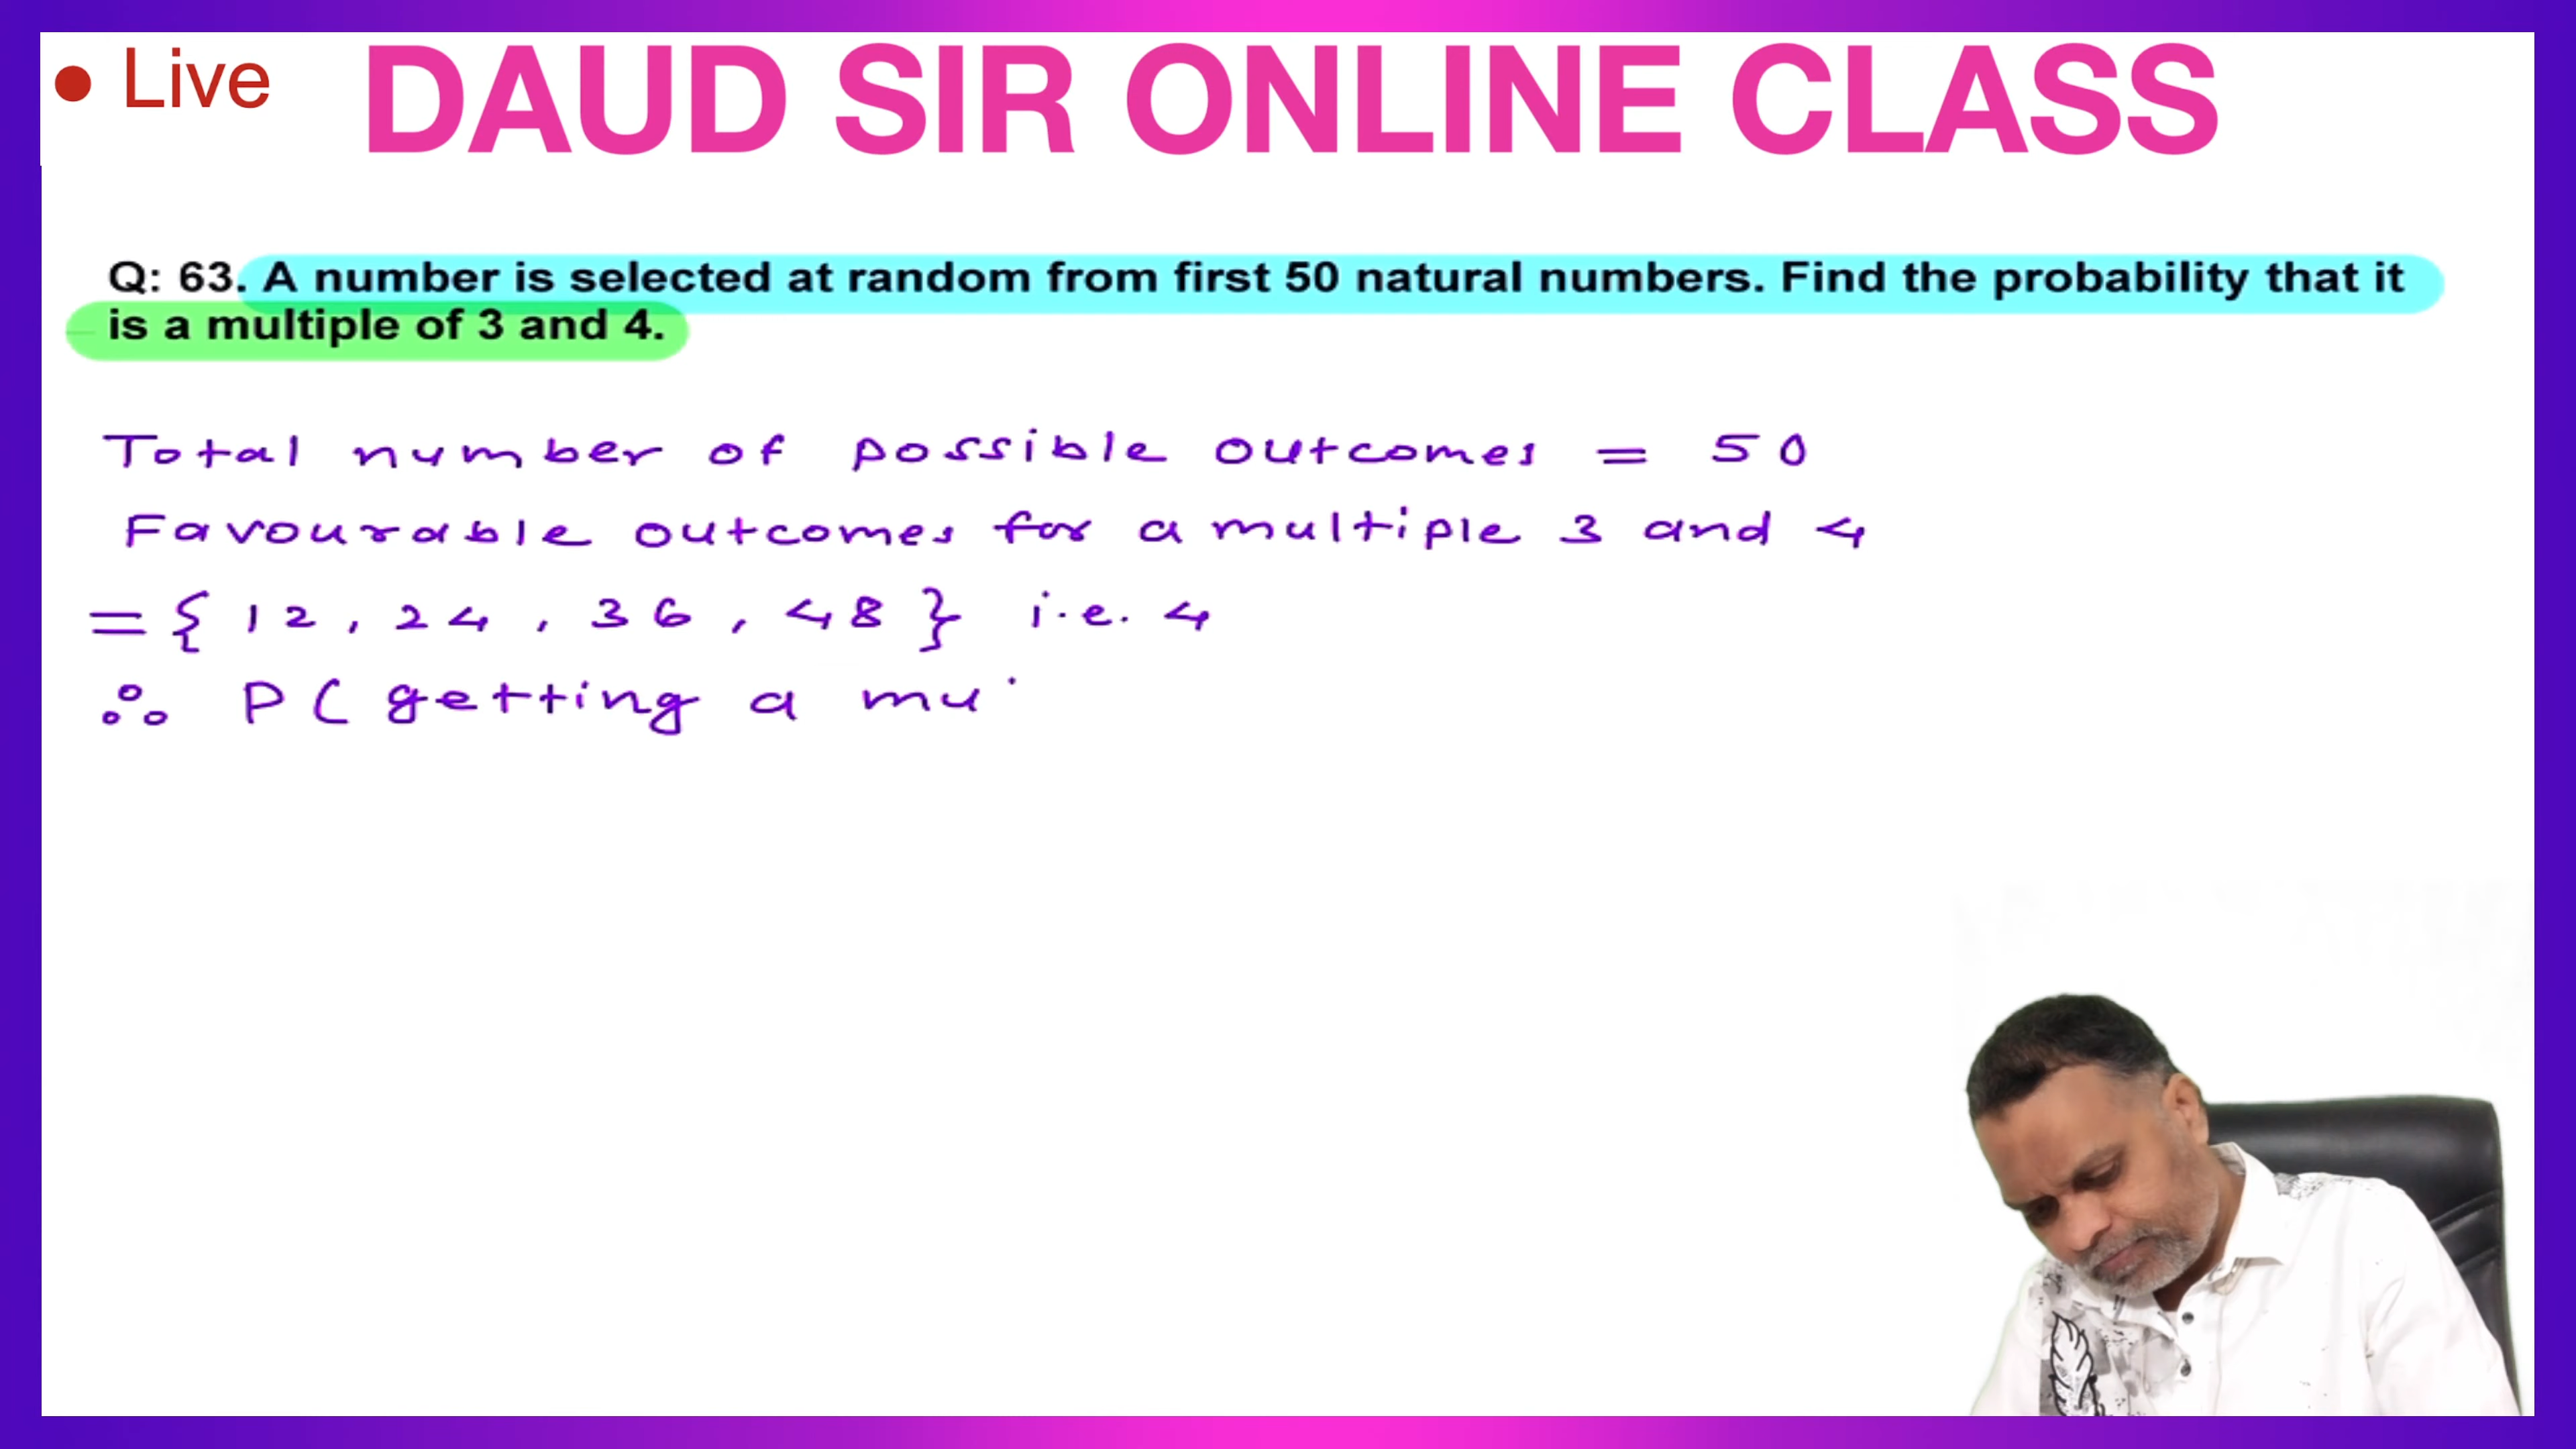 • Live DAUD SIR ONLINE CLASS
Q: 63. A number is selected at random from first 50 natural numbers. Find the probability that it
is a multiple of 3 and 4.
Total number of possible outcomes = 50
Favourable outcomes for a multiple 3 and 4
= { 12, 24, 36, 48 } i.e. 4
∴ P( getting a mu